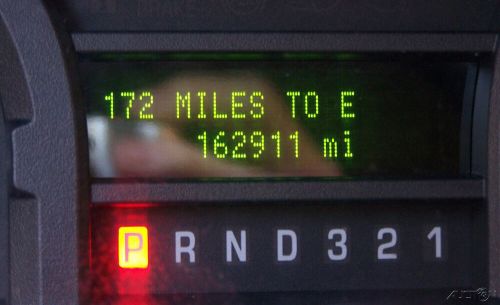 172 MILES TO E
162911 mi
P R N D 3 2 1